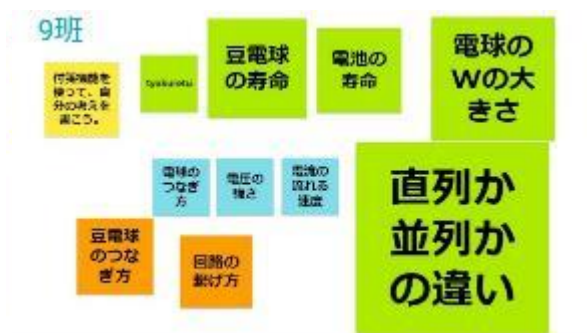 9班
付箋機能を
使って、自
分の考えを
書こう。
tyokuretu
豆電球
の寿命
電池の
寿命
電球の
Wの大
きさ
電球の
つなぎ
方
電圧の
強さ
電流の
流れる
速度
直列か
並列か
の違い
豆電球
のつな
ぎ方
回路の
繋げ方